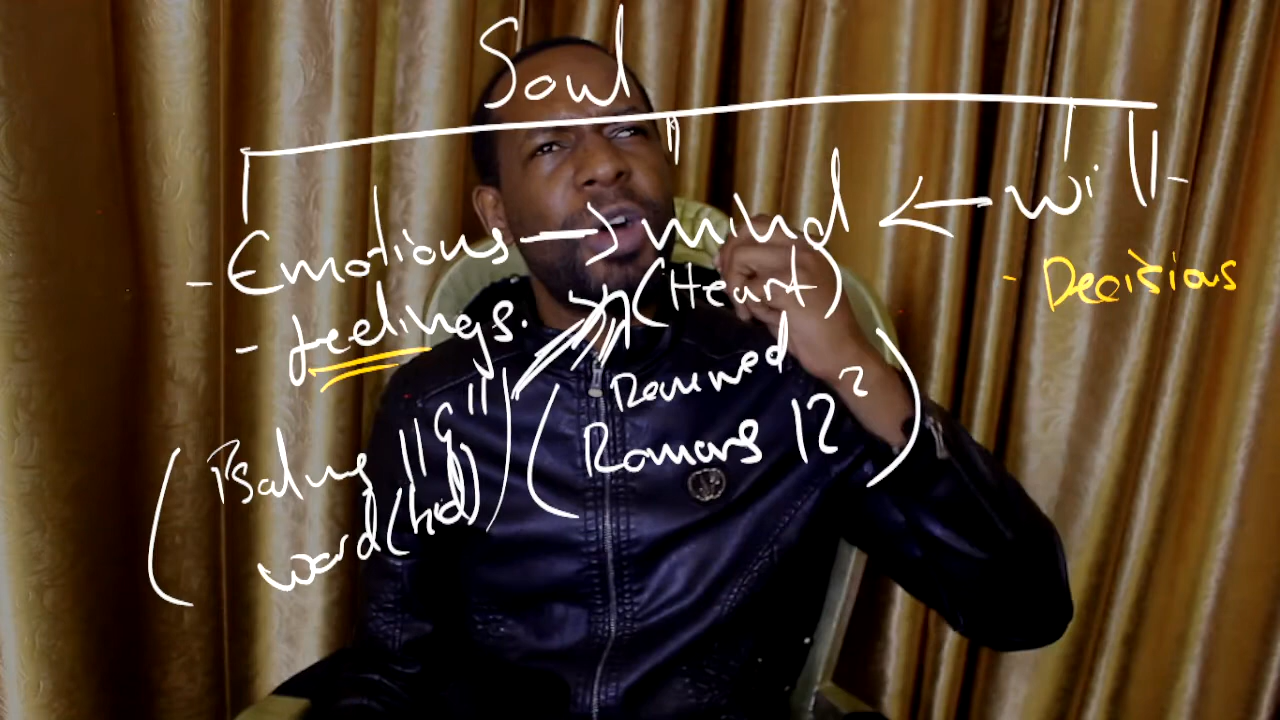 Soul
- Emotions → mind ← will -
- feelings.
(Heart)
- Decisions
Renewed
(Romans 12 2)
(Psalms 119 11
word (hid))